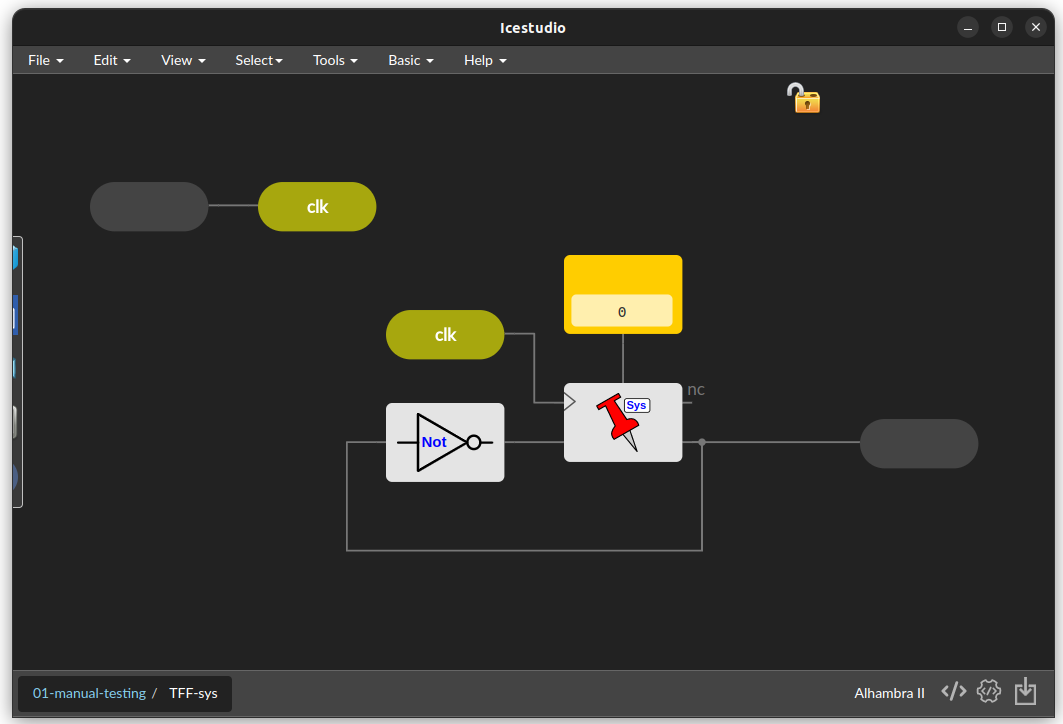 Icestudio
File Edit View Select Tools Basic Help
clk
0
clk
nc
Sys
Not
01-manual-testing / TFF-sys
Alhambra II </>